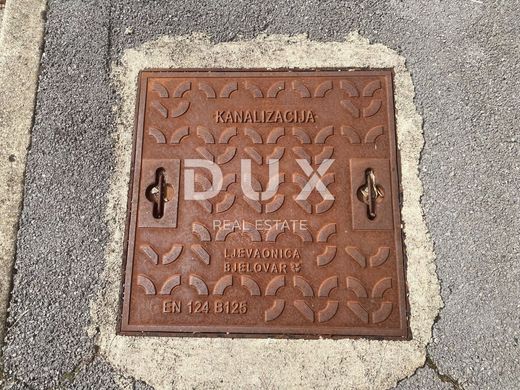 KANALIZACIJA
DUX
REAL ESTATE
LJEVAONICA
BJELOVAR
EN 124 B125